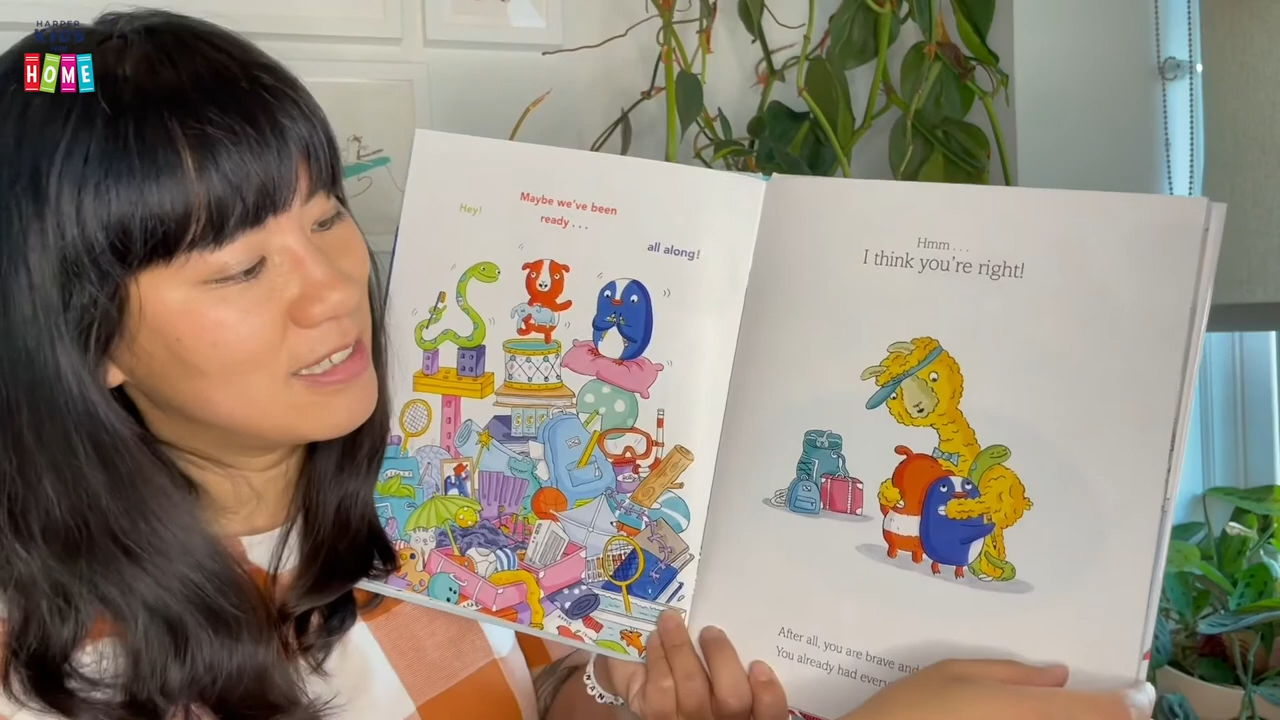 HARPER
KIDS
HOME
Hey!
Maybe we've been
ready . . .
all along!
Hmm . . .
I think you're right!
After all, you are brave and
You already had
NAN